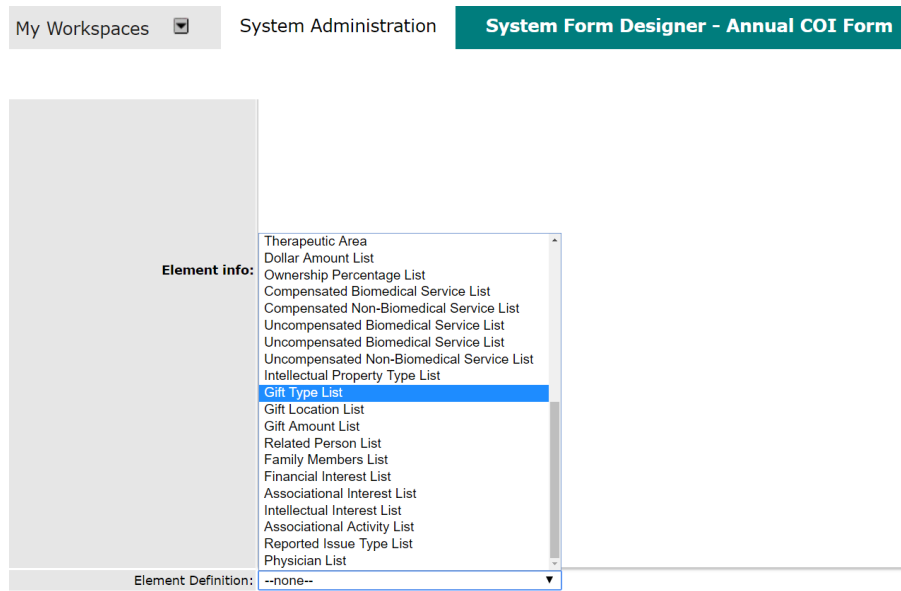 My Workspaces System Administration System Form Designer - Annual COI Form
Therapeutic Area
Dollar Amount List
Element info:
Ownership Percentage List
Compensated Biomedical Service List
Compensated Non-Biomedical Service List
Uncompensated Biomedical Service List
Uncompensated Biomedical Service List
Uncompensated Non-Biomedical Service List
Intellectual Property Type List
Gift Type List
Gift Location List
Gift Amount List
Related Person List
Family Members List
Financial Interest List
Associational Interest List
Intellectual Interest List
Associational Activity List
Reported Issue Type List
Physician List
Element Definition: --none--